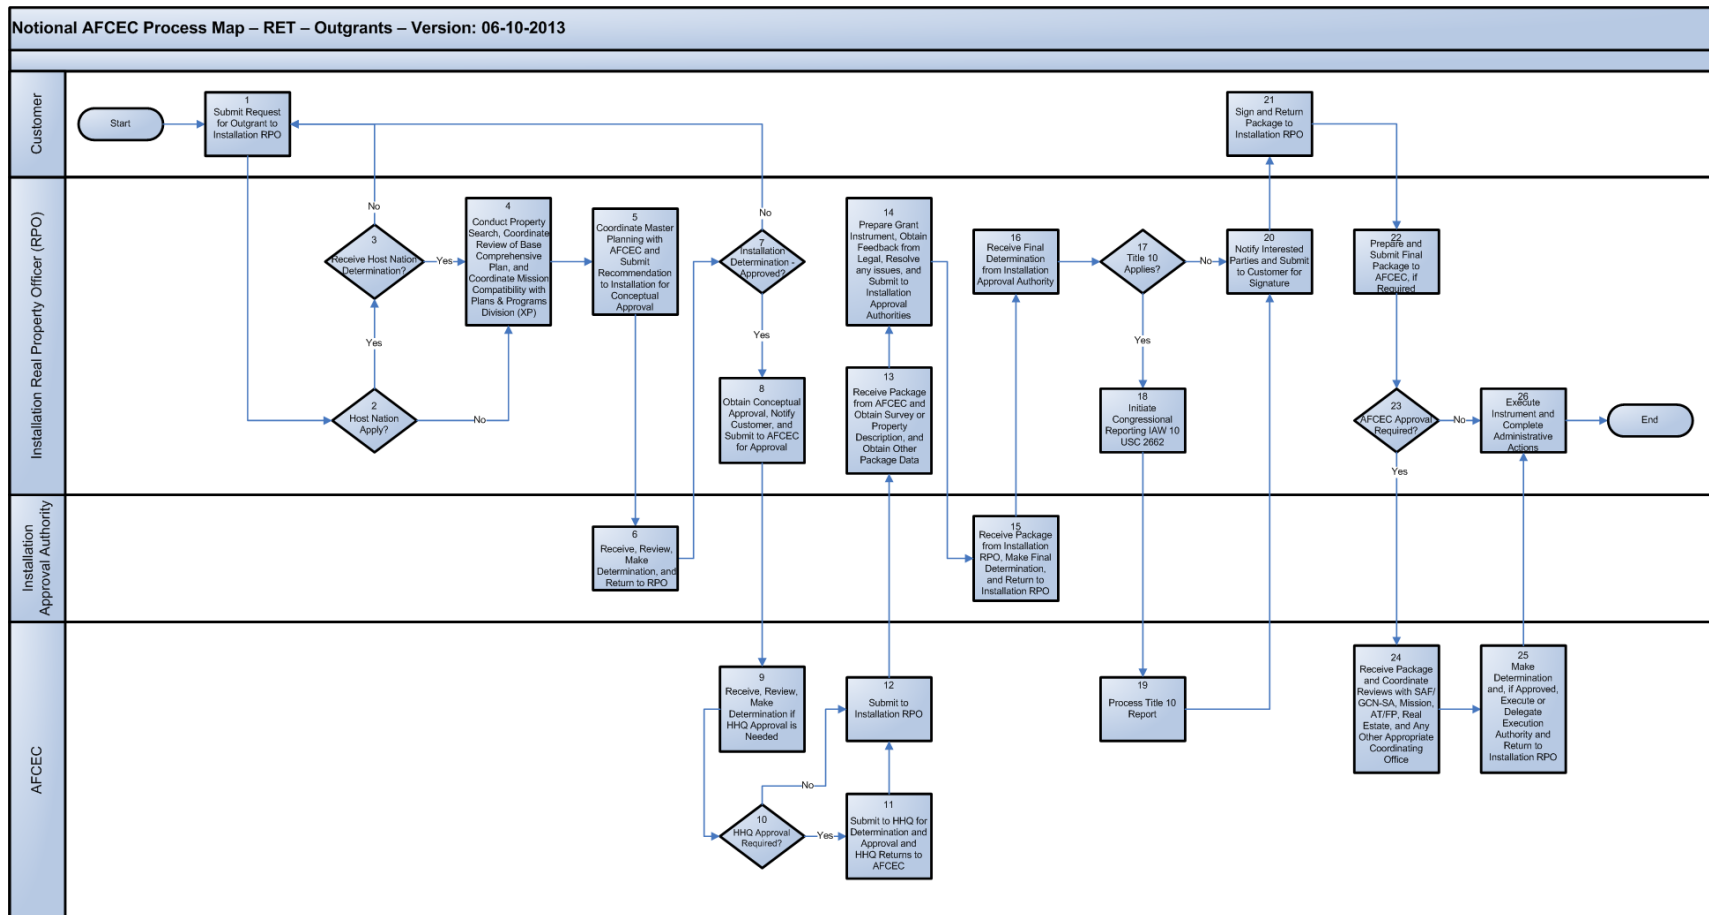 Notional AFCEC Process Map – RET – Outgrants – Version: 06-10-2013
Customer
Start
1
Submit Request
for Outgrant to
Installation RPO
21
Sign and Return
Package to
Installation RPO
Installation Real Property Officer (RPO)
No
3
Receive Host Nation
Determination?
Yes
Yes
2
Host Nation
Apply?
No
4
Conduct Property
Search, Coordinate
Review of Base
Comprehensive
Plan, and
Coordinate Mission
Compatibility with
Plans & Programs
Division (XP)
5
Coordinate Master
Planning with
AFCEC and
Submit
Recommendation
to Installation for
Conceptual
Approval
No
7
Installation
Determination -
Approved?
Yes
8
Obtain Conceptual
Approval, Notify
Customer, and
Submit to AFCEC
for Approval
14
Prepare Grant
Instrument, Obtain
Feedback from
Legal, Resolve
any issues, and
Submit to
Installation
Approval
Authorities
13
Receive Package
from AFCEC and
Obtain Survey or
Property
Description, and
Obtain Other
Package Data
16
Receive Final
Determination
from Installation
Approval Authority
17
Title 10
Applies?
No
Yes
18
Initiate
Congressional
Reporting IAW 10
USC 2662
20
Notify Interested
Parties and Submit
to Customer for
Signature
22
Prepare and
Submit Final
Package to
AFCEC, if
Required
23
AFCEC Approval
Required?
No
Yes
26
Execute
Instrument and
Complete
Administrative
Actions
End
Installation
Approval Authority
6
Receive, Review,
Make
Determination, and
Return to RPO
15
Receive Package
from Installation
RPO, Make Final
Determination,
and Return to
Installation RPO
AFCEC
9
Receive, Review,
Make
Determination if
HHQ Approval is
Needed
No
10
HHQ Approval
Required?
Yes
12
Submit to
Installation RPO
11
Submit to HHQ for
Determination and
Approval and
HHQ Returns to
AFCEC
19
Process Title 10
Report
24
Receive Package
and Coordinate
Reviews with SAF/
GCN-SA, Mission,
AT/FP, Real
Estate, and Any
Other Appropriate
Coordinating
Office
25
Make
Determination
and, if Approved,
Execute or
Delegate
Execution
Authority and
Return to
Installation RPO